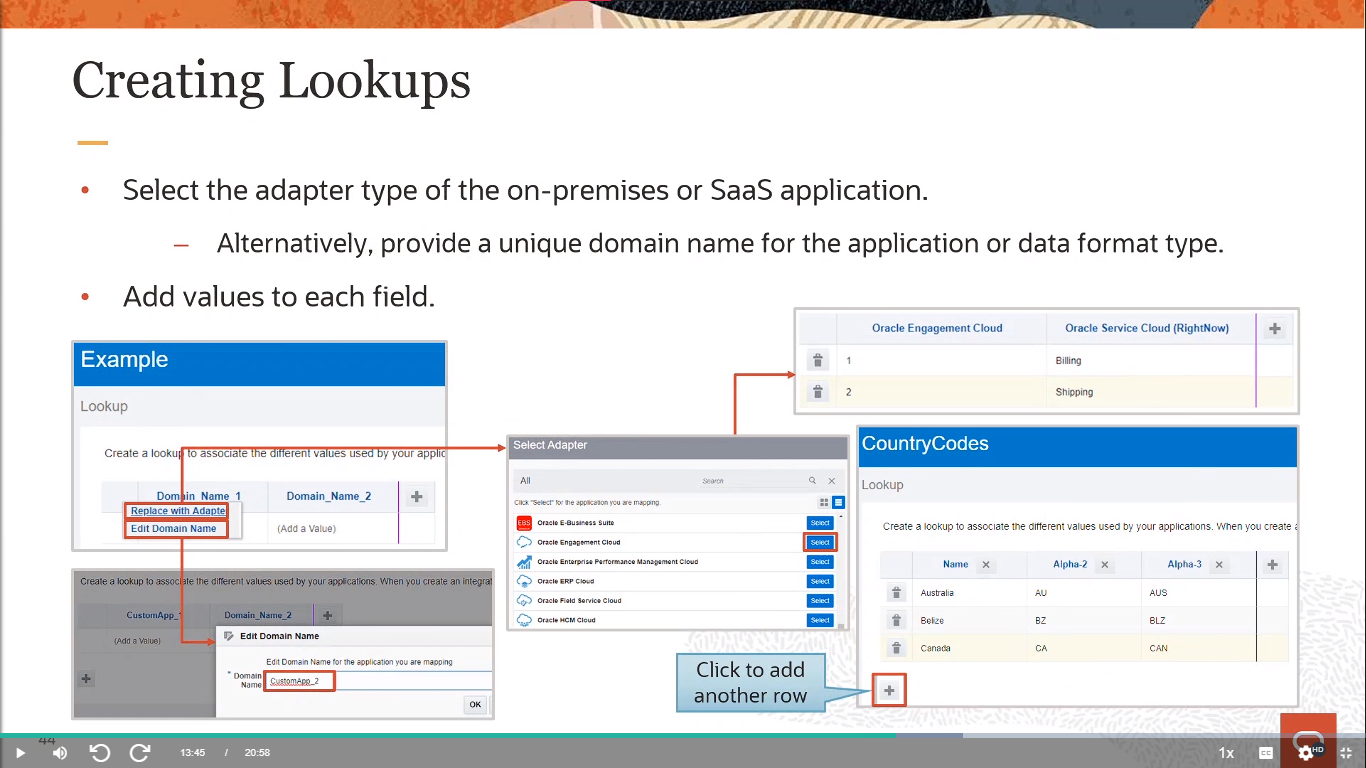 Creating Lookups
• Select the adapter type of the on-premises or SaaS application.
– Alternatively, provide a unique domain name for the application or data format type.
• Add values to each field.
Example
Lookup
Create a lookup to associate the different values used by your applic
Domain_Name_1 Domain_Name_2
Replace with Adapte
Edit Domain Name
(Add a Value)
Create a lookup to associate the different values used by your applications. When you create an integrat
CustomApp_ Domain_Name_2
(Add a Value)
Edit Domain Name
Edit Domain Name for the application you are mapping
* Domain Name
CustomApp_2
OK
Select Adapter
All Search
Click "Select" for the application you are mapping.
EBS Oracle E-Business Suite Select
Oracle Engagement Cloud Select
Oracle Enterprise Performance Management Cloud Select
Oracle ERP Cloud Select
Oracle Field Service Cloud Select
Oracle HCM Cloud Select
Oracle Engagement Cloud Oracle Service Cloud (RightNow)
1 Billing
2 Shipping
CountryCodes
Lookup
Create a lookup to associate the different values used by your applications. When you create a
Name Alpha-2 Alpha-3
Australia AU AUS
Belize BZ BLZ
Canada CA CAN
Click to add
another row
44
13:45 / 20:58
1x CC HD